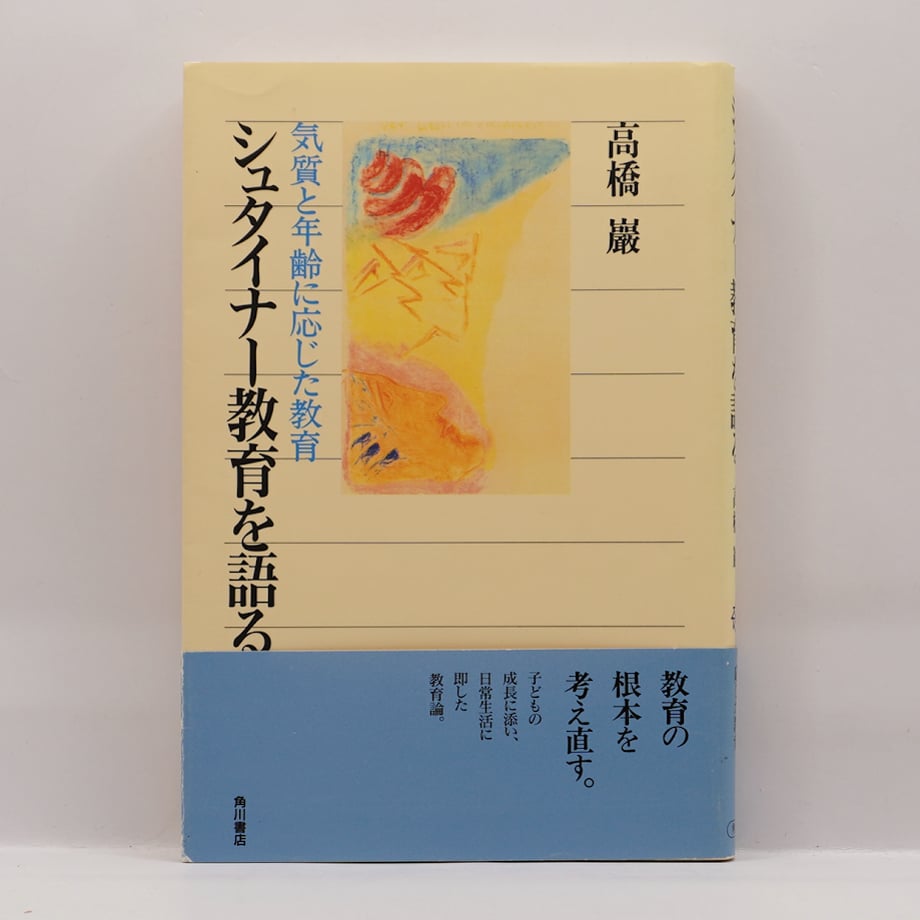 高橋 巖
気質と年齢に応じた教育
シュタイナー教育を語る
教育の
根本を
考え直す。
子どもの
成長に添い、
日常生活に
即した
教育論。
角川書店